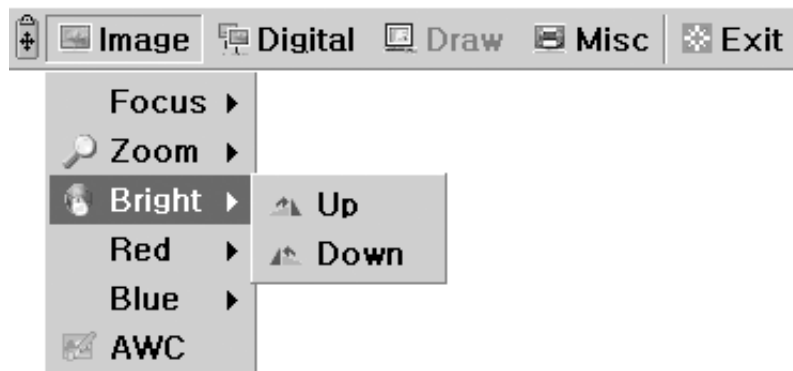 Image Digital Draw Misc Exit
Focus
Zoom
Bright
Up
Red
Down
Blue
AWC